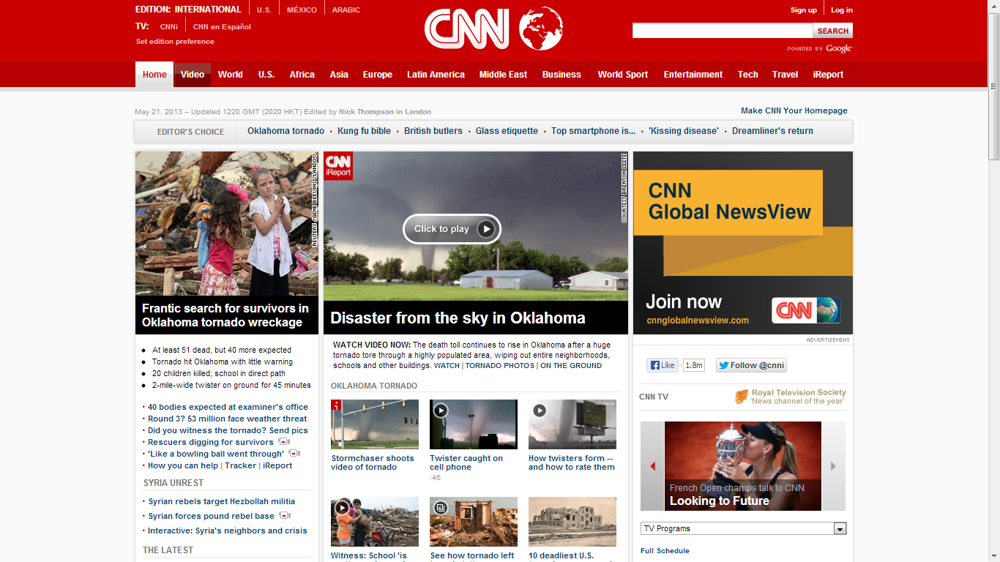 EDITION: INTERNATIONAL
U.S.
MÉXICO
ARABIC
TV:
CNNi
CNN en Español
Set edition preference
CNN
Sign up
Log in
SEARCH
POWERED BY Google
Home
Video
World
U.S.
Africa
Asia
Europe
Latin America
Middle East
Business
World Sport
Entertainment
Tech
Travel
iReport
May 21, 2013 -- Updated 1220 GMT (2020 HKT) Edited by Nick Thompson in London
Make CNN Your Homepage
EDITOR'S CHOICE
Oklahoma tornado • Kung fu bible • British butlers • Glass etiquette • Top smartphone is... • 'Kissing disease' • Dreamliner's return
REUTERS /GENE BLEVINS /LANDOV
Frantic search for survivors in
Oklahoma tornado wreckage
At least 51 dead, but 40 more expected
Tornado hit Oklahoma with little warning
20 children killed; school in direct path
2-mile-wide twister on ground for 45 minutes
40 bodies expected at examiner's office
Round 3? 53 million face weather threat
Did you witness the tornado? Send pics
Rescuers digging for survivors
'Like a bowling ball went through'
How you can help | Tracker | iReport
SYRIA UNREST
Syrian rebels target Hezbollah militia
Syrian forces pound rebel base
Interactive: Syria's neighbors and crisis
THE LATEST
CNN
iReport
COURTESY BRENTON LEETE
Click to play
Disaster from the sky in Oklahoma
WATCH VIDEO NOW: The death toll continues to rise in Oklahoma after a huge
tornado tore through a highly populated area, wiping out entire neighborhoods,
schools and other buildings. WATCH | TORNADO PHOTOS | ON THE GROUND
OKLAHOMA TORNADO
Stormchaser shoots
video of tornado
Twister caught on
cell phone
:45
How twisters form --
and how to rate them
Witness: School 'is
See how tornado left
10 deadliest U.S.
CNN
Global NewsView
Join now
cnnglobalnewsview.com
CNN
ADVERTISEMENT
Like
1.8m
Follow @cnni
CNN TV
Royal Television Society
'News channel of the year'
French Open champs talk to CNN
Looking to Future
TV Programs
Full Schedule